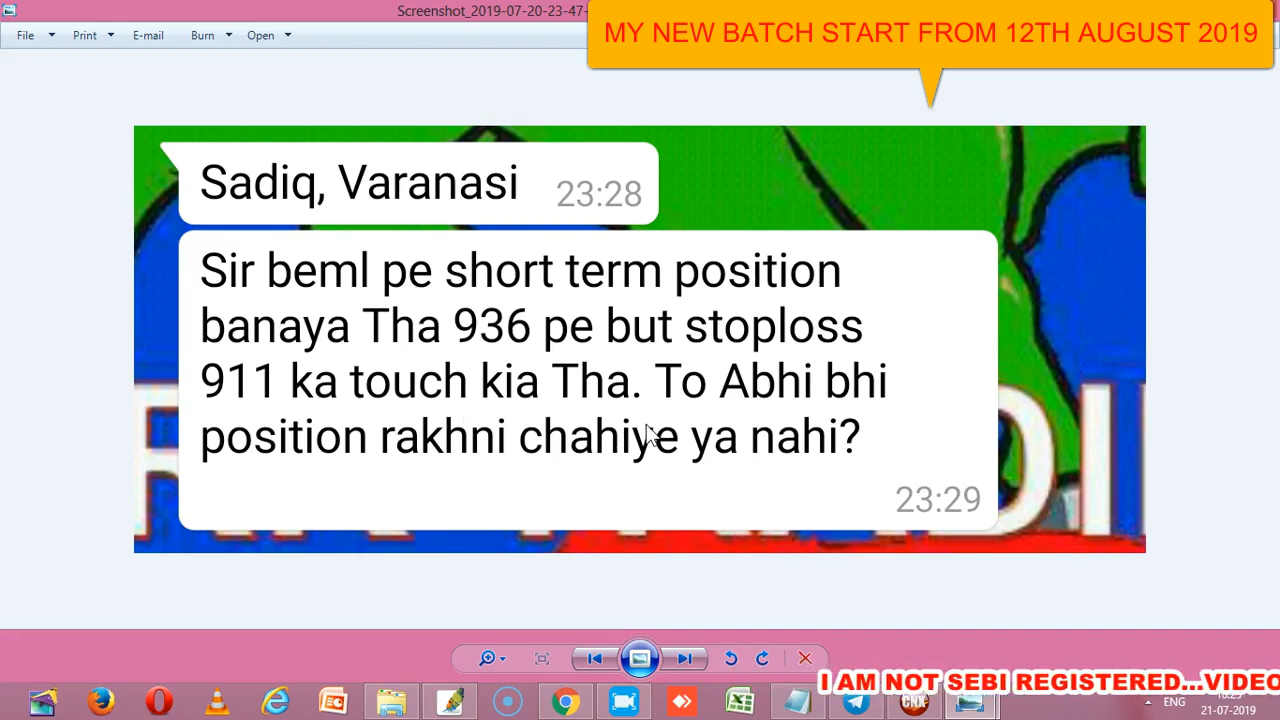 Screenshot_2019-07-20-23-47-
MY NEW BATCH START FROM 12TH AUGUST 2019
File Print E-mail Burn Open
Sadiq, Varanasi 23:28
Sir beml pe short term position
banaya Tha 936 pe but stoploss
911 ka touch kia Tha. To Abhi bhi
position rakhni chahiye ya nahi?
23:29
I AM NOT SEBI REGISTERED...VIDEO
CNX
ENG
21-07-2019